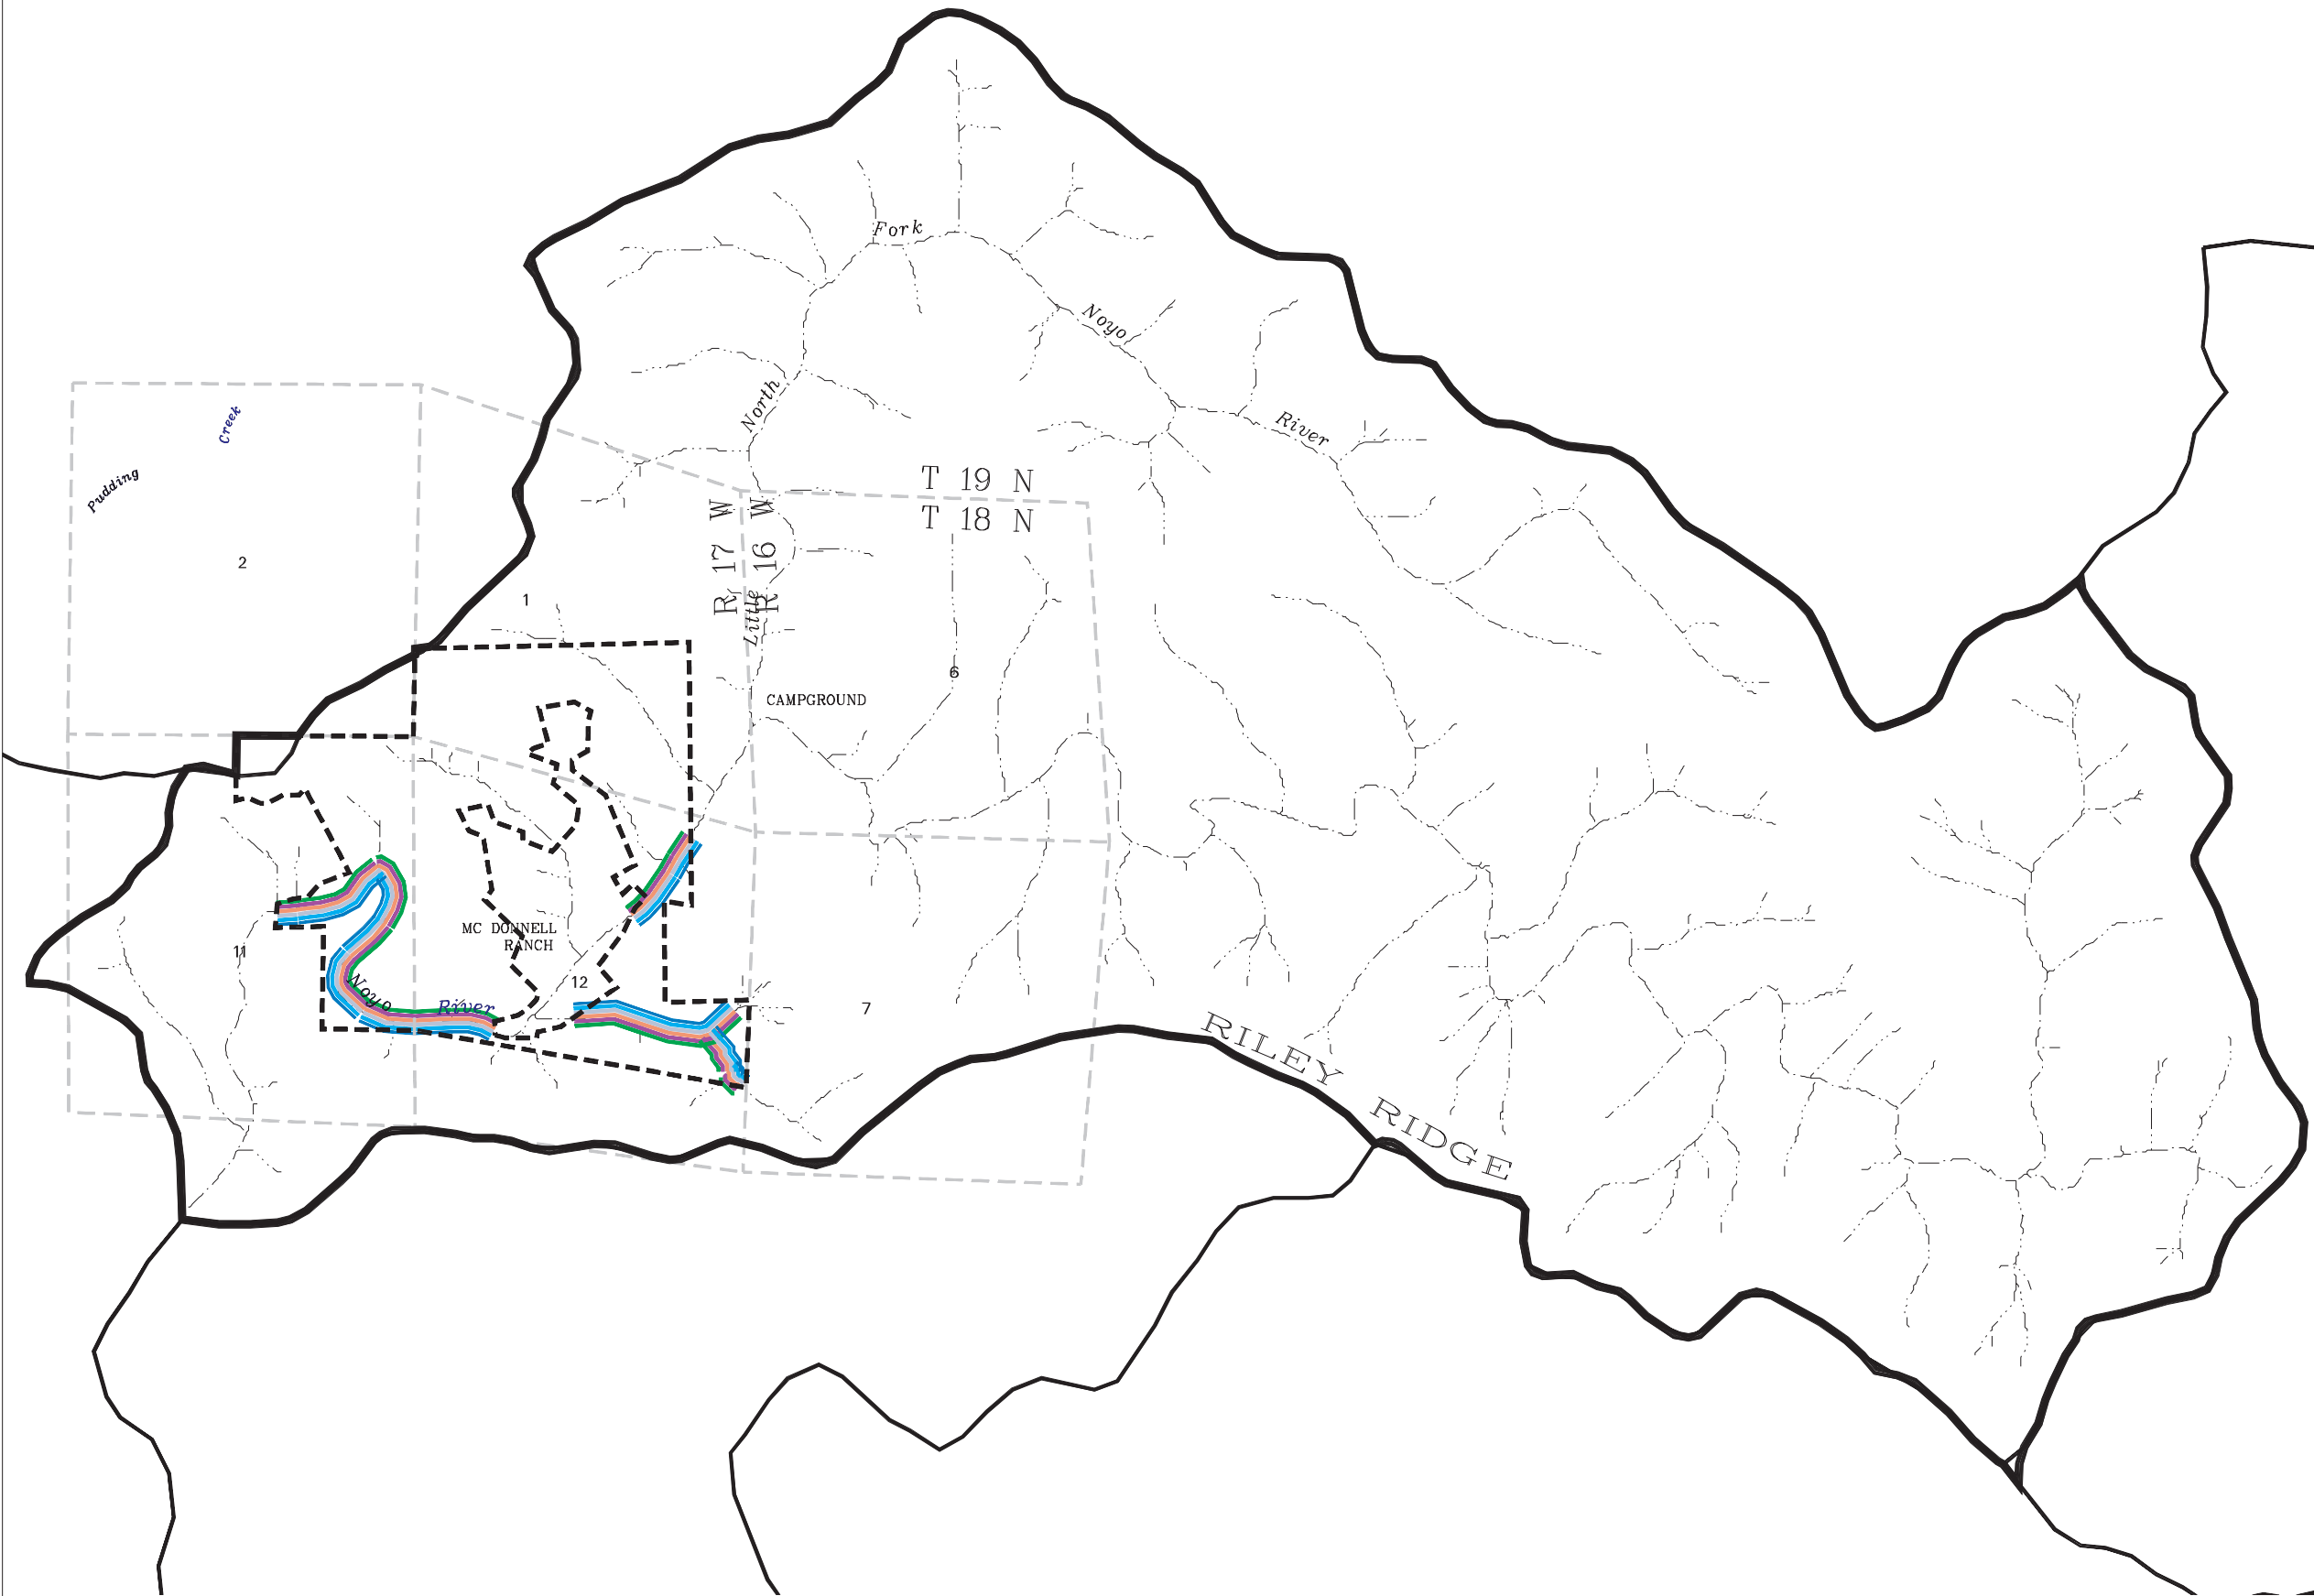 Fork
Noyo
North
River
Creek
Pudding
T 19 N
T 18 N
R 17 W
R 16 W
Little
2
1
6
CAMPGROUND
MC DONNELL
RANCH
11
12
Noyo
River
7
RILEY
RIDGE